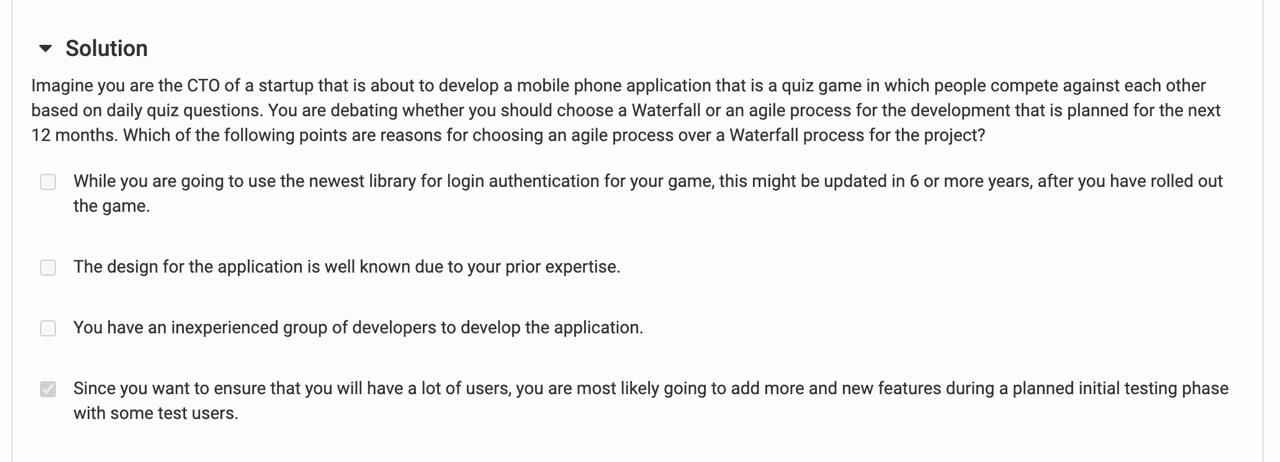 Solution
Imagine you are the CTO of a startup that is about to develop a mobile phone application that is a quiz game in which people compete against each other
based on daily quiz questions. You are debating whether you should choose a Waterfall or an agile process for the development that is planned for the next
12 months. Which of the following points are reasons for choosing an agile process over a Waterfall process for the project?
While you are going to use the newest library for login authentication for your game, this might be updated in 6 or more years, after you have rolled out
the game.
The design for the application is well known due to your prior expertise.
You have an inexperienced group of developers to develop the application.
Since you want to ensure that you will have a lot of users, you are most likely going to add more and new features during a planned initial testing phase
with some test users.